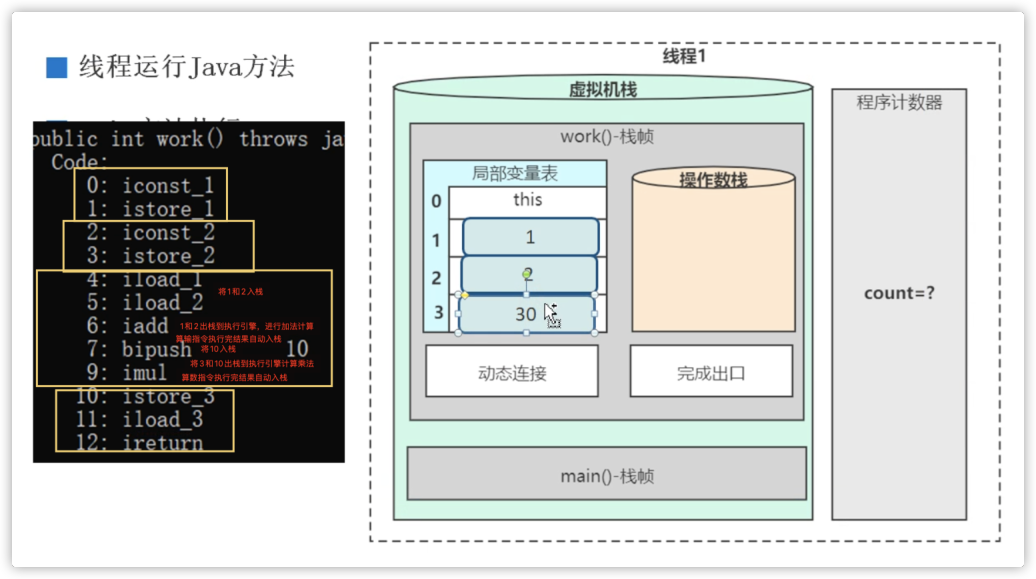 线程运行Java方法
public int work() throws ja
Code:
0: iconst_1
1: istore_1
2: iconst_2
3: istore_2
4: iload_1
将1和2入栈
5: iload_2
6: iadd
1和2出栈到执行引擎，进行加法计算
算数指令执行完结果自动入栈
7: bipush 10
将10入栈
将3和10出栈到执行引擎计算乘法
9: imul
算数指令执行完结果自动入栈
10: istore_3
11: iload_3
12: ireturn
线程1
虚拟机栈
work()-栈帧
局部变量表
0 this
1 1
2 2
3 30
操作数栈
动态连接
完成出口
main()-栈帧
程序计数器
count=?